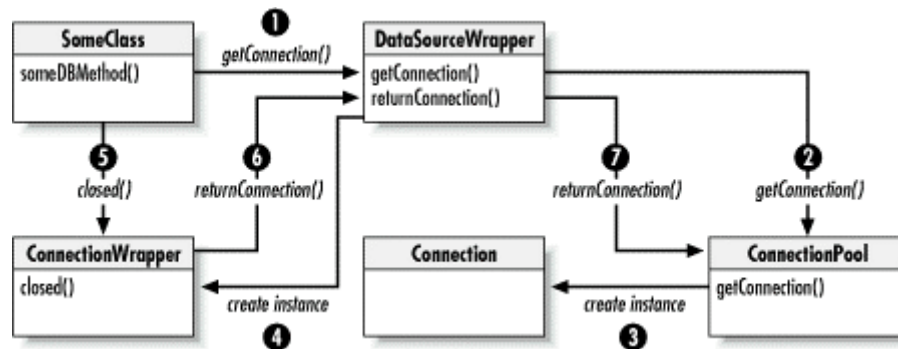 1
SomeClass
DataSourceWrapper
getConnection()
someDBMethod()
getConnection()
returnConnection()
5
6
7
2
closed()
returnConnection()
returnConnection()
getConnection()
ConnectionWrapper
Connection
ConnectionPool
closed()
getConnection()
create instance
create instance
4
3